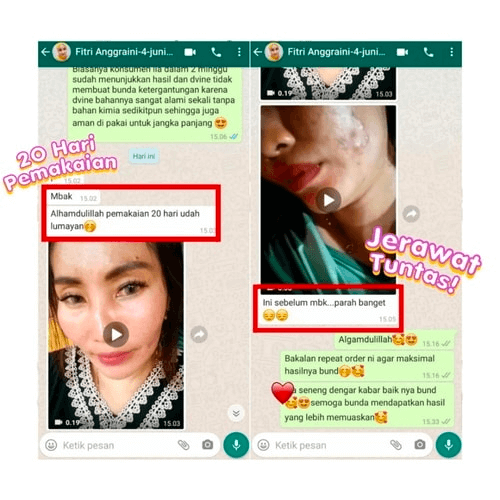 Fitri Anggraini-4-juni...
Biasanya konsumen lia dalam 2 minggu
sudah menunjukkan hasil dan dvine tidak
membuat bunda ketergantungan karena
dvine bahannya sangat alami sekali tanpa
bahan kimia sedikitpun sehingga juga
aman di pakai untuk jangka panjang 😍
15.06
Hari ini
15.02
20 Hari
Pemakaian
Mbak 15.02
Alhamdulillah pemakaian 20 hari udah
lumayan🤭
15.03
0.19 15.03
Ketik pesan
Fitri Anggraini-4-juni...
0.19 15.03
Jerawat
Tuntas!
Ini sebelum mbk...parah banget
😔😔 15.05
Algamdulillah🥰😍 15.16
Bakalan repeat order ni agar maksimal
hasilnya bund🤭🥰 15.16
seneng dengar kabar baik nya bund
🥰😍semoga bunda mendapatkan hasil
yang lebih memuaskan🥰 15.33
Ketik pesan